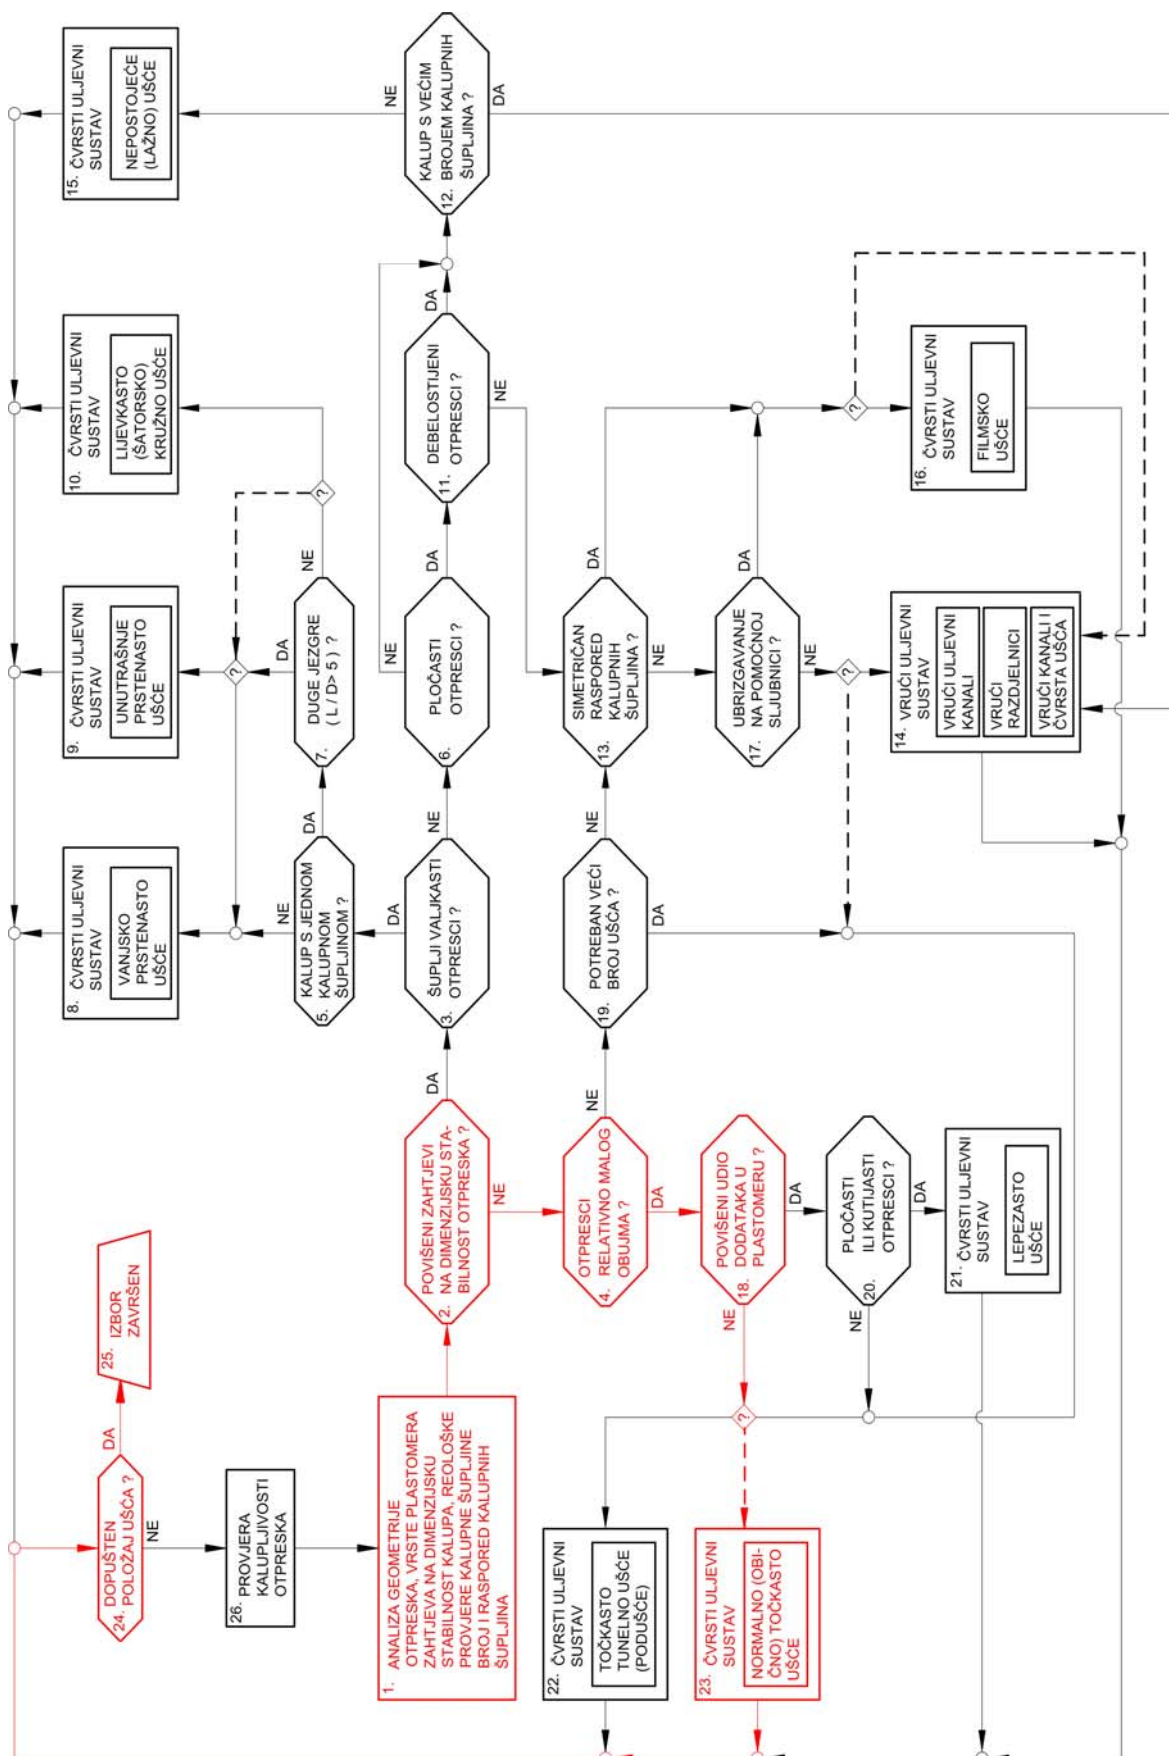 15. ČVRSTI ULJEVNI
SUSTAV
NEPOSTOJEĆE
(LAŽNO) UŠĆE
NE
KALUP S VEĆIM
12. BROJEM KALUPNIH
ŠUPLJINA ?
DA
10. ČVRSTI ULJEVNI
SUSTAV
LIJEVKASTO
(ŠATORSKO)
KRUŽNO UŠĆE
?
NE
DA
DEBELOSTIJENI
11. OTPRESCI ?
NE
?
16. ČVRSTI ULJEVNI
SUSTAV
FILMSKO
UŠĆE
9. ČVRSTI ULJEVNI
SUSTAV
UNUTRAŠNJE
PRSTENASTO
UŠĆE
?
DA
DUGE JEZGRE
7. ( L / D> 5 ) ?
NE
DA
PLOČASTI
6. OTPRESCI ?
DA
SIMETRIČAN
RASPORED
13. KALUPNIH
ŠUPLJINA ?
NE
DA
UBRIZGAVANJE
17. NA POMOĆNOJ
SLJUBNICI ?
NE
?
14. VRUĆI ULJEVNI
SUSTAV
VRUĆI ULJEVNI
KANALI
VRUĆI
RAZDJELNICI
VRUĆI KANALI I
ČVRSTA UŠĆA
8. ČVRSTI ULJEVNI
SUSTAV
VANJSKO
PRSTENASTO
UŠĆE
NE
KALUP S JEDNOM
5. KALUPNOM
ŠUPLJINOM ?
DA
DA
ŠUPLJI VALJKASTI
3. OTPRESCI ?
NE
POTREBAN VEĆI
19. BROJ UŠĆA ?
NE
DA
25. IZBOR
ZAVRŠEN
POVIŠENI ZAHTJEVI
2. NA DIMENZIJSKU STA-
BILNOST OTPRESKA ?
DA
NE
OTPRESCI
4. RELATIVNO MALOG
OBUJMA ?
NE
DA
POVIŠENI UDIO
DODATAKA U
18. PLASTOMERU ?
NE
DA
PLOČASTI
ILI KUTIJASTI
OTPRESCI ?
20.
NE
DA
21. ČVRSTI ULJEVNI
SUSTAV
LEPEZASTO
UŠĆE
DOPUŠTEN
24. POLOŽAJ UŠĆA ?
DA
NE
26. PROVJERA
KALUPLJIVOSTI
OTPRESKA
1. ANALIZA GEOMETRIJE
OTPRESKA, VRSTE PLASTOMERA
ZAHTJEVA NA DIMENZIJSKU
STABILNOST KALUPA, REOLOŠKE
PROVJERE KALUPNE ŠUPLJINE
BROJ I RASPORED KALUPNIH
ŠUPLJINA
?
22. ČVRSTI ULJEVNI
SUSTAV
TOČKASTO
TUNELNO UŠĆE
(PODUŠĆE)
23. ČVRSTI ULJEVNI
SUSTAV
NORMALNO (OBI-
ČNO) TOČKASTO
UŠĆE